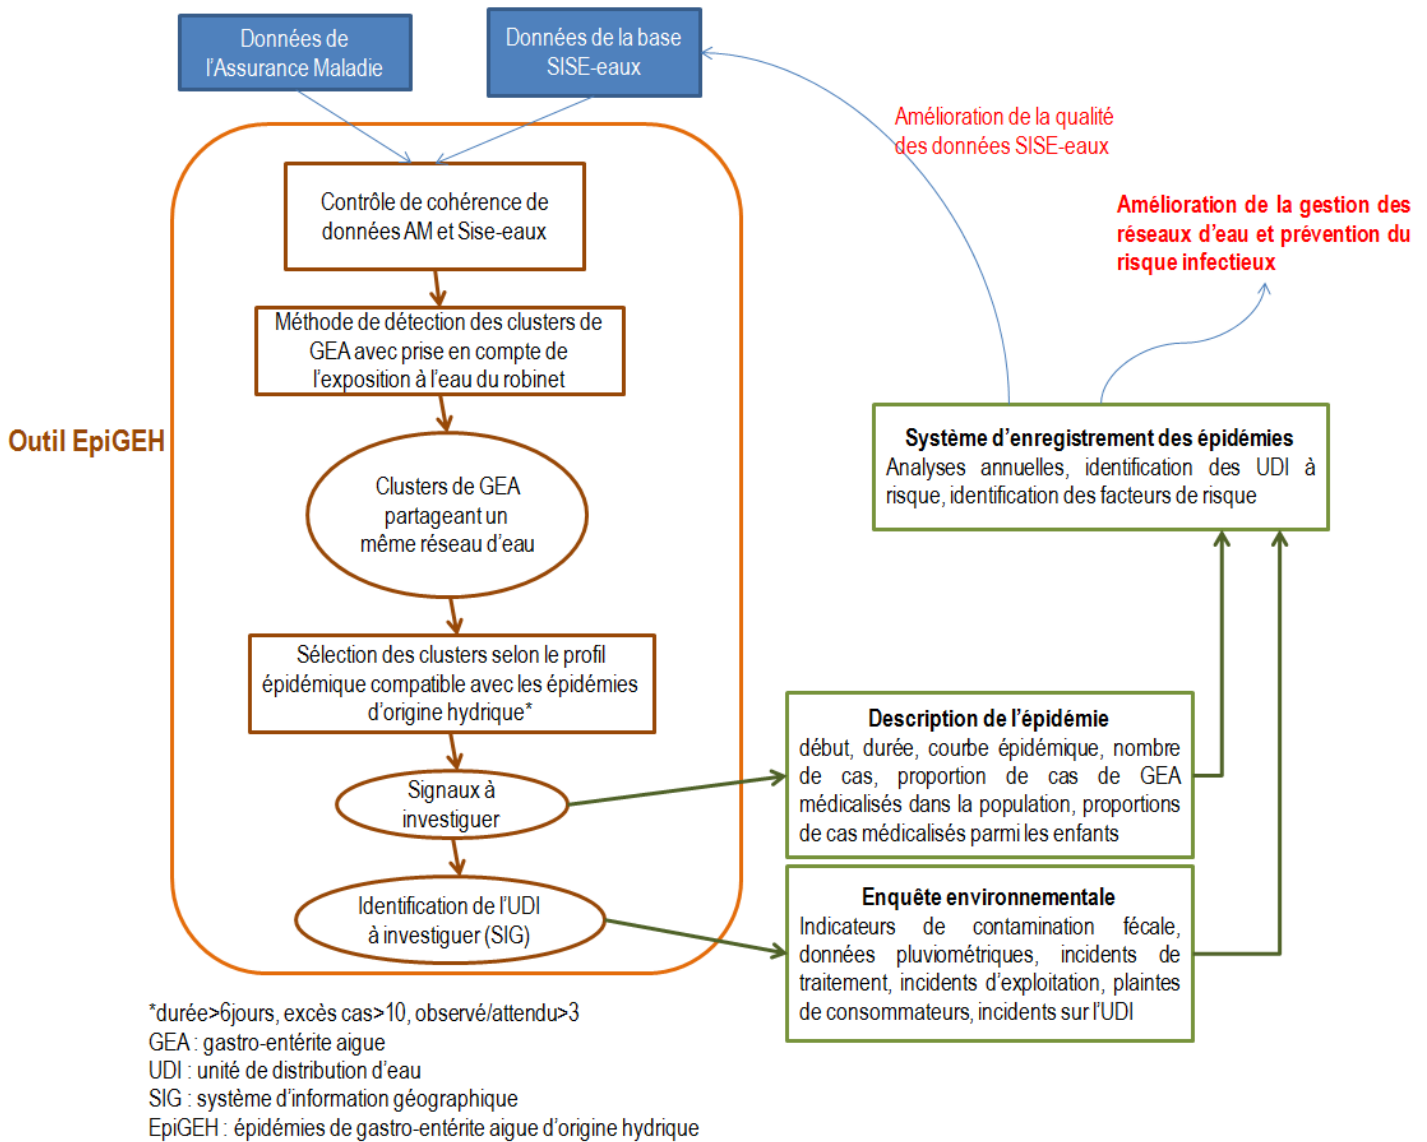 Données de
l'Assurance Maladie
Données de la base
SISE-eaux
Amélioration de la qualité
des données SISE-eaux
Amélioration de la gestion des
réseaux d'eau et prévention du
risque infectieux
Contrôle de cohérence de
données AM et Sise-eaux
Méthode de détection des clusters de
GEA avec prise en compte de
l'exposition à l'eau du robinet
Outil EpiGEH
Clusters de GEA
partageant un
même réseau d'eau
Système d'enregistrement des épidémies
Analyses annuelles, identification des UDI à
risque, identification des facteurs de risque
Sélection des clusters selon le profil
épidémique compatible avec les épidémies
d'origine hydrique*
Signaux à
investiguer
Description de l'épidémie
début, durée, courbe épidémique, nombre
de cas, proportion de cas de GEA
médicalisés dans la population, proportions
de cas médicalisés parmi les enfants
Identification de l'UDI
à investiguer (SIG)
Enquête environnementale
Indicateurs de contamination fécale,
données pluviométriques, incidents de
traitement, incidents d'exploitation, plaintes
de consommateurs, incidents sur l'UDI
*durée>6jours, excès cas>10, observé/attendu>3
GEA : gastro-entérite aigue
UDI : unité de distribution d'eau
SIG : système d'information géographique
EpiGEH : épidémies de gastro-entérite aigue d'origine hydrique